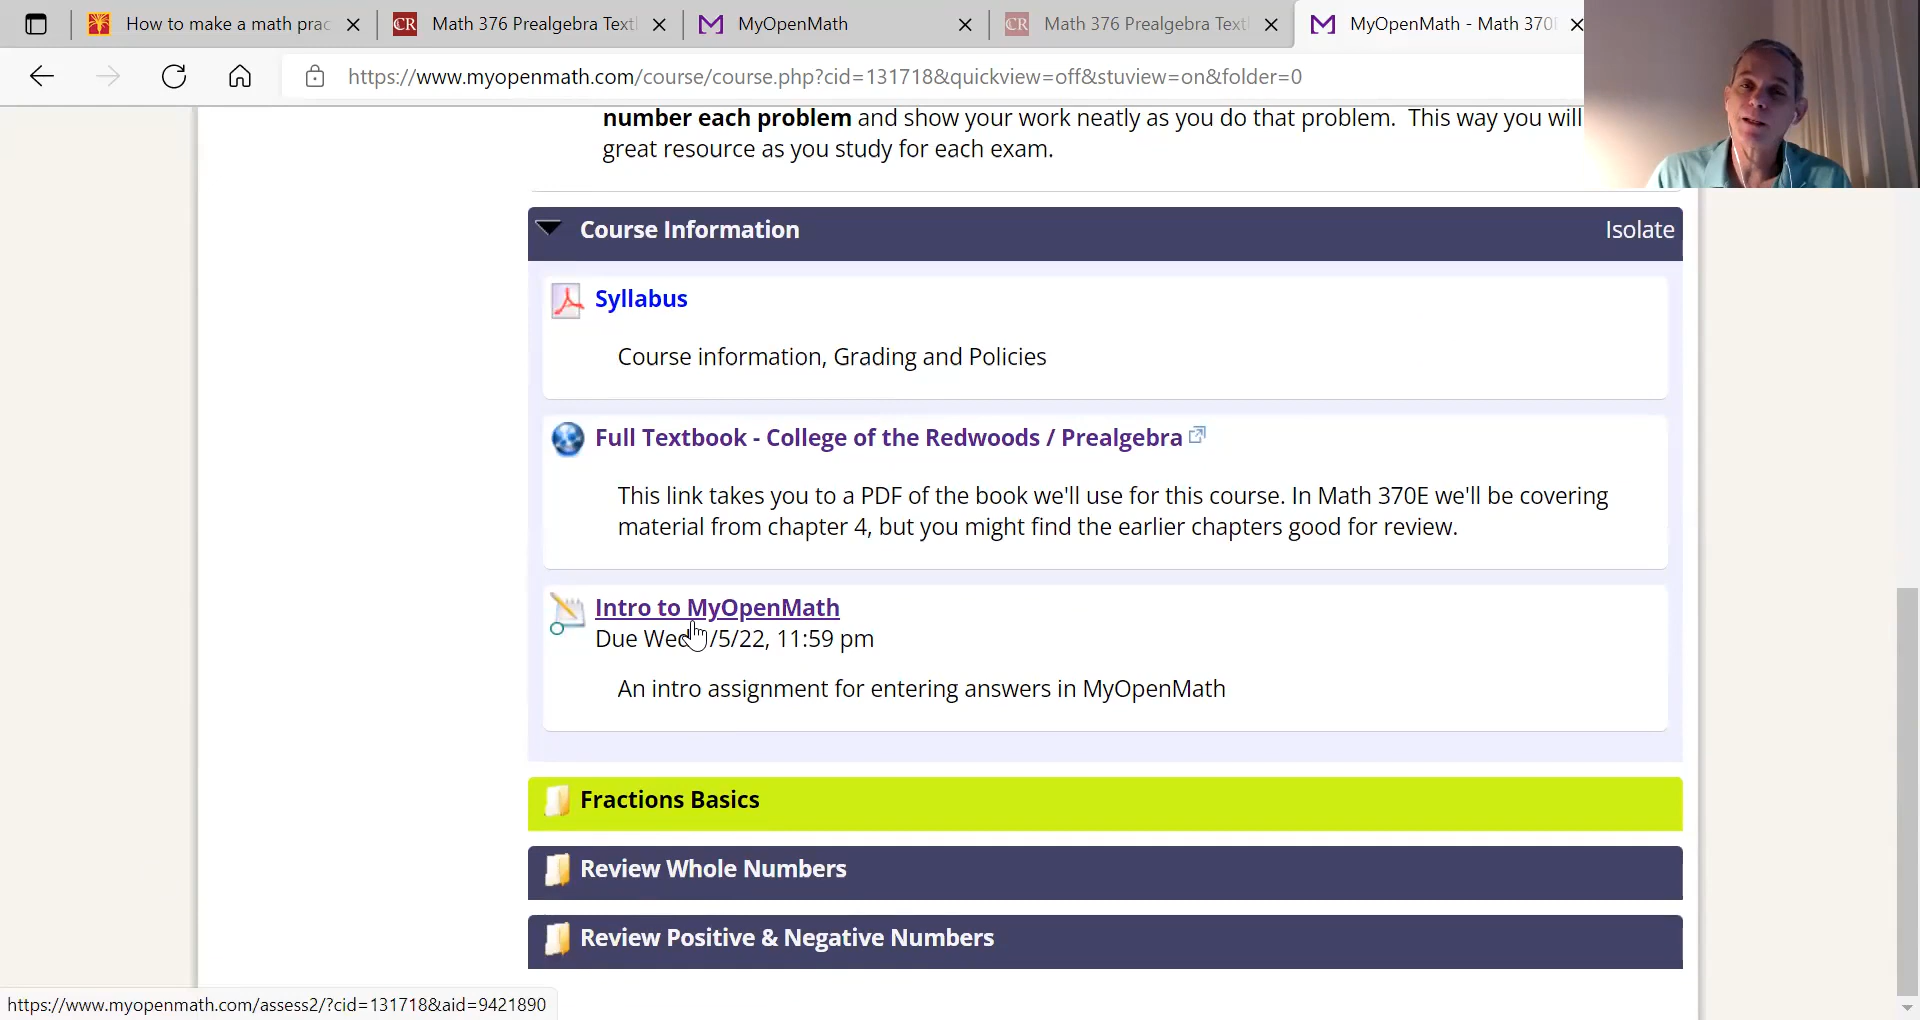 How to make a math prac
Math 376 Prealgebra Text
MyOpenMath
Math 376 Prealgebra Text
MyOpenMath - Math 370
https://www.myopenmath.com/course/course.php?cid=131718&quickview=off&stuview=on&folder=0
number each problem and show your work neatly as you do that problem. This way you will
great resource as you study for each exam.
Course Information
Isolate
Syllabus
Course information, Grading and Policies
Full Textbook - College of the Redwoods / Prealgebra
This link takes you to a PDF of the book we'll use for this course. In Math 370E we'll be covering
material from chapter 4, but you might find the earlier chapters good for review.
Intro to MyOpenMath
Due Wed /5/22, 11:59 pm
An intro assignment for entering answers in MyOpenMath
Fractions Basics
Review Whole Numbers
Review Positive & Negative Numbers
https://www.myopenmath.com/assess2/?cid=131718&aid=9421890